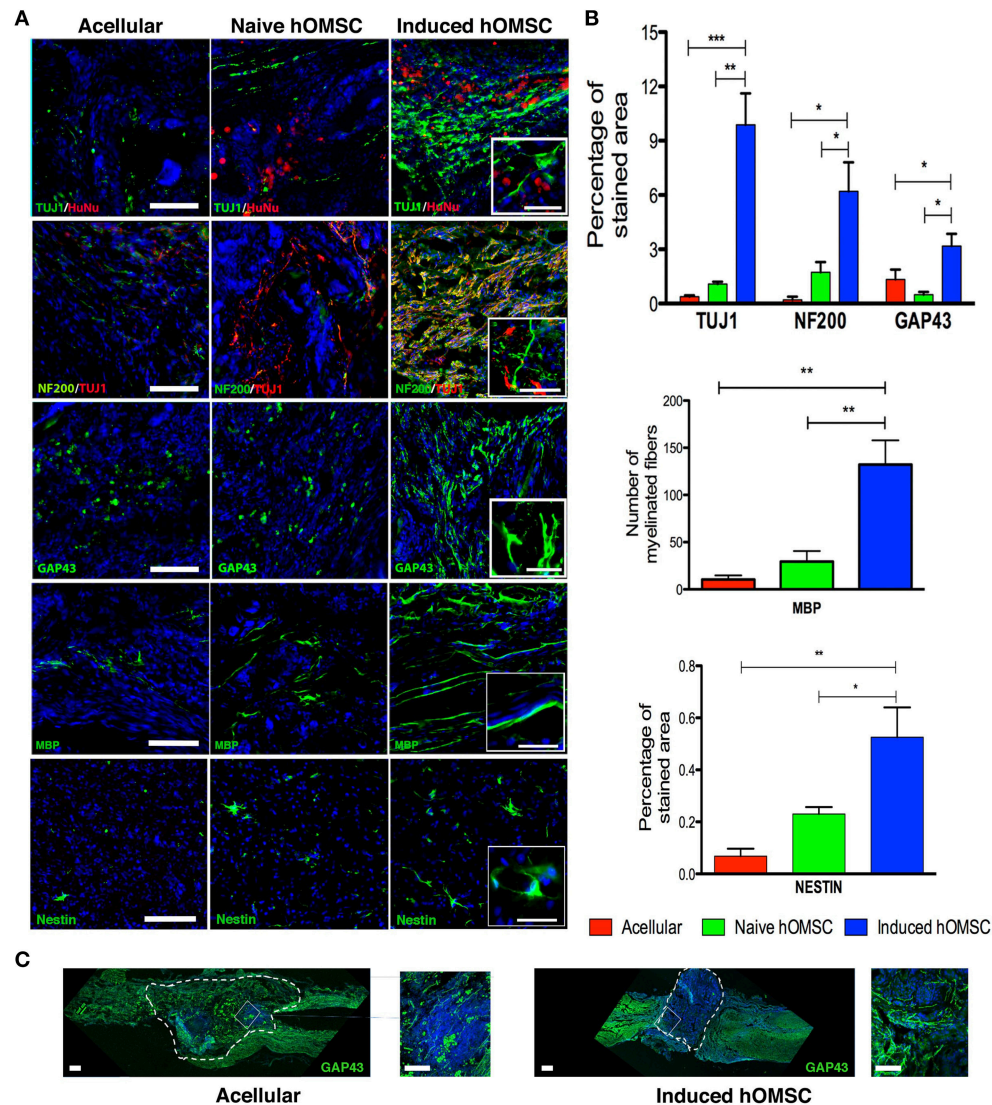 A
Acellular Naive hOMSC Induced hOMSC
TUJ1/HuNu TUJ1/HuNu TUJ1/HuNu
NF200/TUJ1 NF200/TUJ1 NF200/TUJ1
GAP43 GAP43 GAP43
MBP MBP MBP
Nestin Nestin Nestin
B
Percentage of
stained area
15
12
9
6
3
0
***
**
*
*
*
*
TUJ1 NF200 GAP43
Number of
myelinated fibers
200
150
100
50
0
**
**
MBP
Percentage of
stained area
0.8
0.6
0.4
0.2
0.0
**
*
NESTIN
Acellular Naive hOMSC Induced hOMSC
C
GAP43 GAP43
Acellular Induced hOMSC